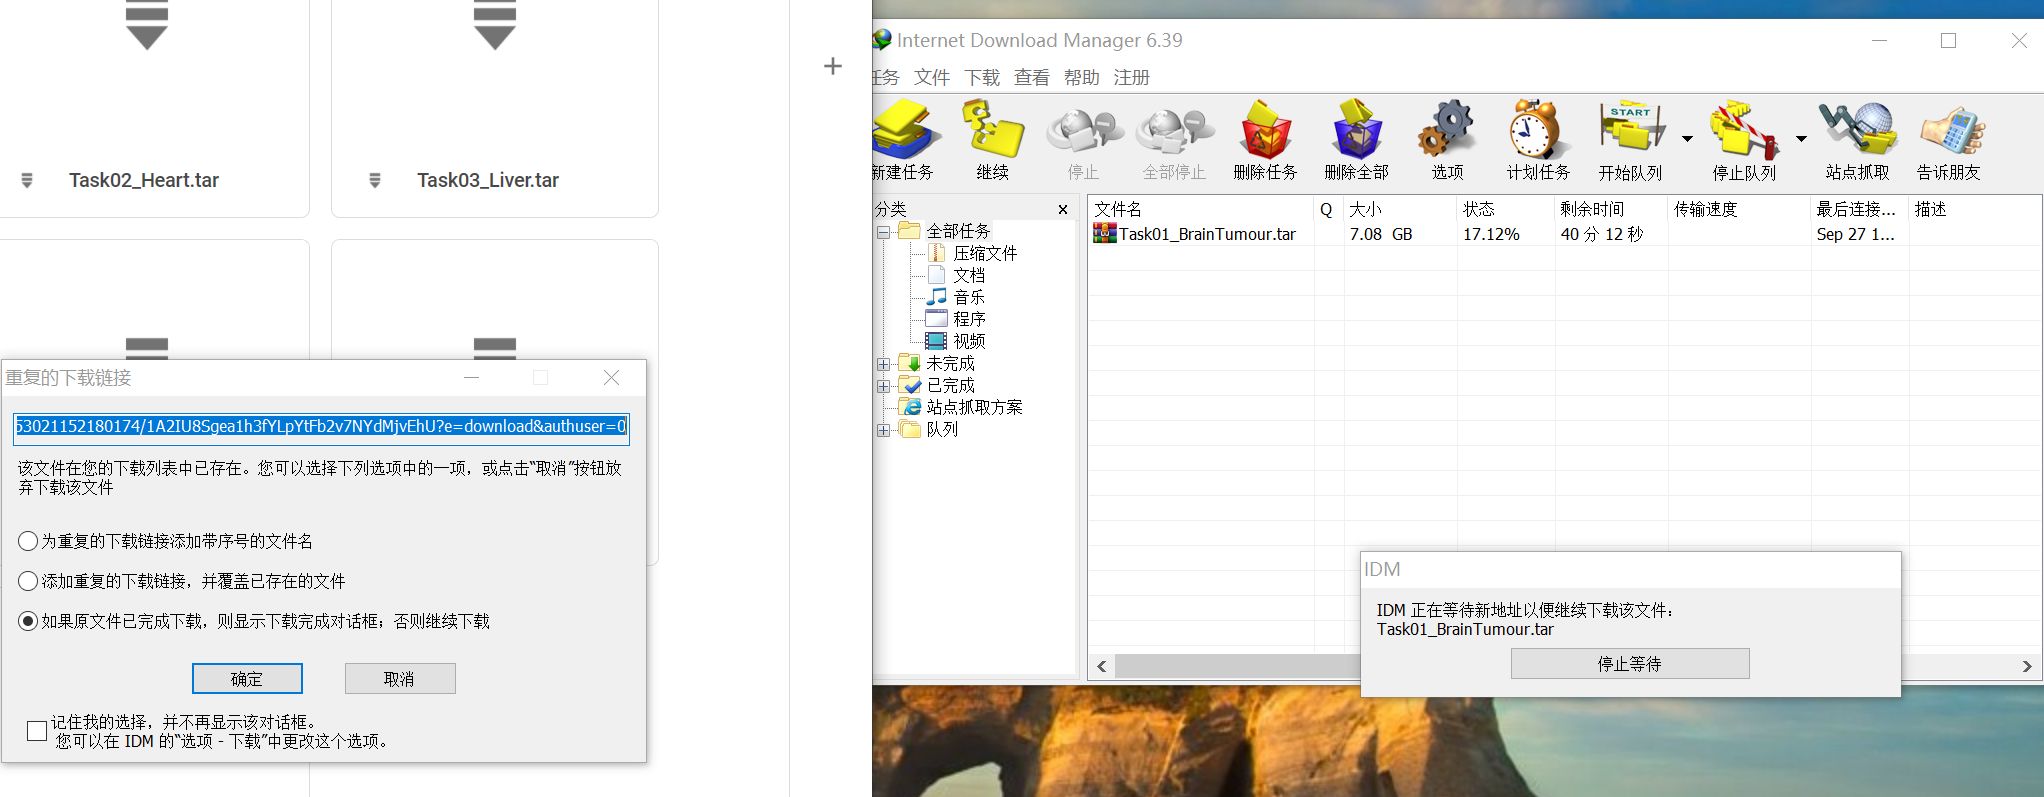 Task02_Heart.tar
Task03_Liver.tar
重复的下载链接
53021152180174/1A2IU8Sgea1h3fYLpYtFb2v7NYdMjvEhU?e=download&authuser=0
该文件在您的下载列表中已存在。您可以选择下列选项中的一项，或点击“取消”按钮放
弃下载该文件
为重复的下载链接添加带序号的文件名
添加重复的下载链接，并覆盖已存在的文件
如果原文件已完成下载，则显示下载完成对话框；否则继续下载
确定
取消
记住我的选择，并不再显示该对话框。
您可以在 IDM 的“选项 - 下载”中更改这个选项。
Internet Download Manager 6.39
任务 文件 下载 查看 帮助 注册
新建任务 继续 停止 全部停止 删除任务 删除全部 选项 计划任务 开始队列 停止队列 站点抓取 告诉朋友
START
分类
全部任务
压缩文件
文档
音乐
程序
视频
未完成
已完成
站点抓取方案
队列
文件名 Q 大小 状态 剩余时间 传输速度 最后连接... 描述
Task01_BrainTumour.tar 7.08 GB 17.12% 40 分 12 秒 Sep 27 1...
IDM
IDM 正在等待新地址以便继续下载该文件：
Task01_BrainTumour.tar
停止等待